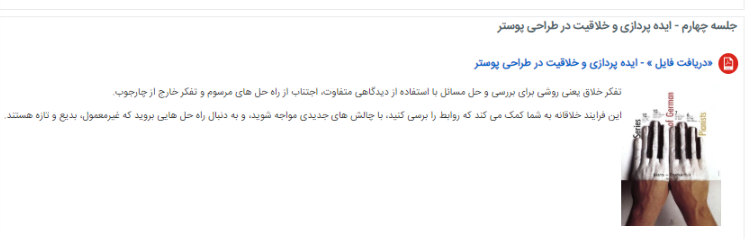 جلسه چهارم - ایده پردازی و خلاقیت در طراحی پوستر
«دریافت فایل » - ایده پردازی و خلاقیت در طراحی پوستر
تفکر خلاق یعنی روشی برای بررسی و حل مسائل با استفاده از دیدگاهی متفاوت، اجتناب از راه حل های مرسوم و تفکر خارج از چارچوب.
این فرایند خلاقانه به شما کمک می کند که روابط را برسی کنید، با چالش های جدیدی مواجه شوید، و به دنبال راه حل هایی بروید که غیرمعمول، بدیع و تازه هستند.
Series
of German
Pianists